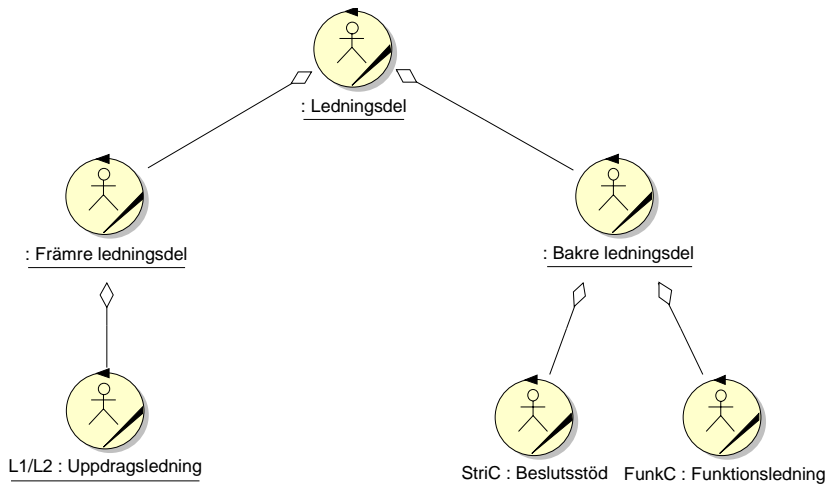 : Ledningsdel
: Främre ledningsdel
: Bakre ledningsdel
L1/L2 : Uppdragsledning
StriC : Beslutsstöd
FunkC : Funktionsledning